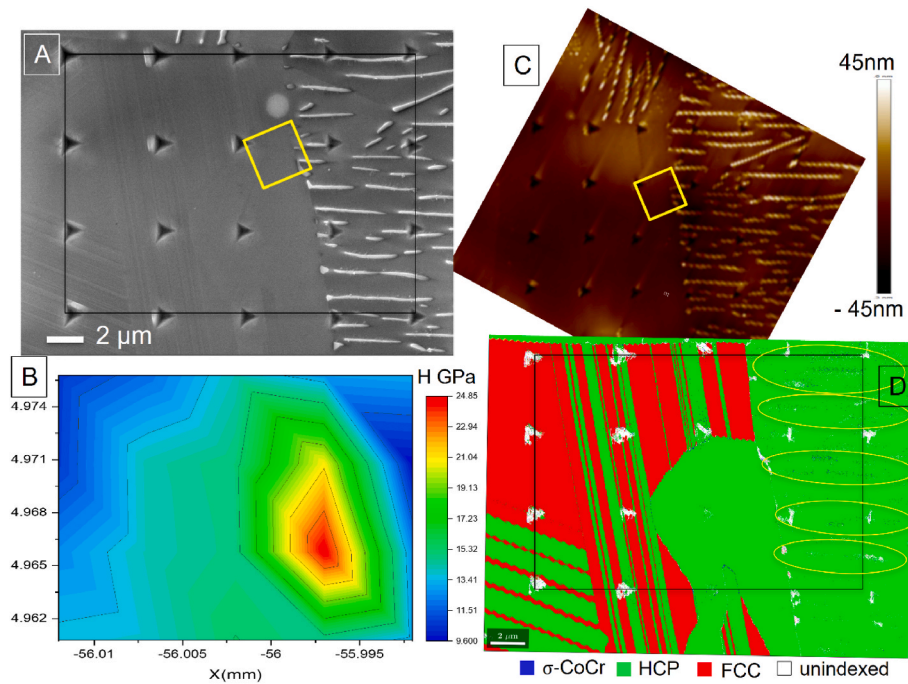 A
2 μm
C
45nm
- 45nm
B
H GPa
4.974
4.971
4.968
4.965
4.962
-56.01
-56.005
-56
-55.995
X(mm)
24.85
22.94
21.04
19.13
17.23
15.32
13.41
11.51
9.600
D
2 μm
σ-CoCr
HCP
FCC
unindexed